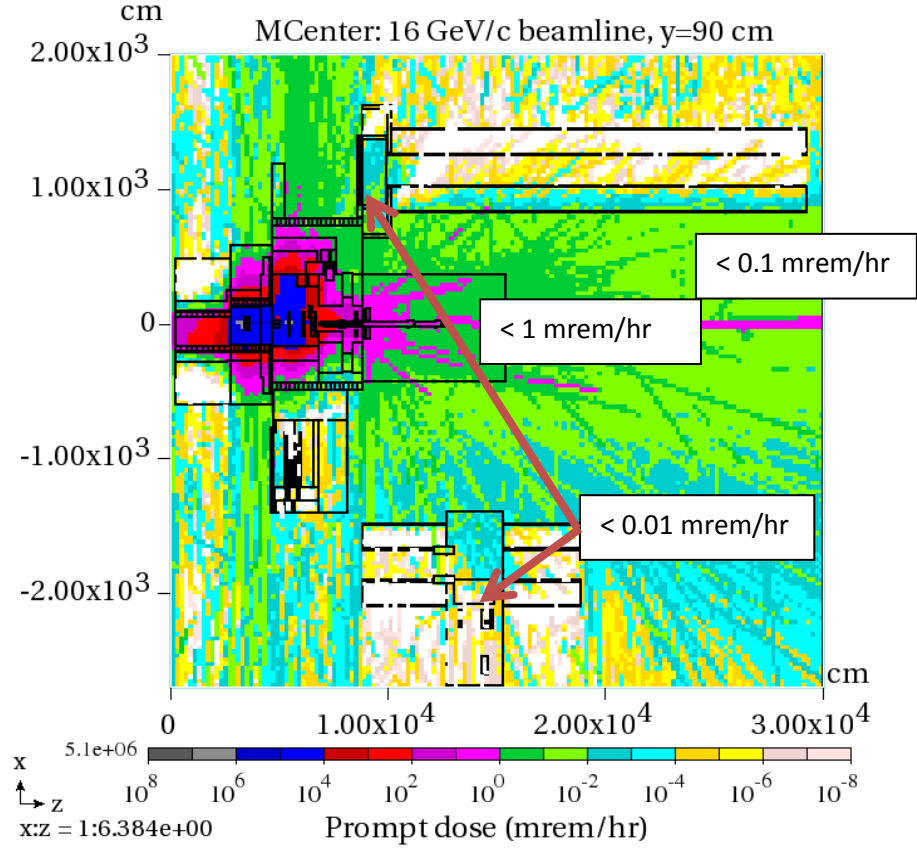 cm
MCenter: 16 GeV/c beamline, y=90 cm
2.00x10³
1.00x10³
< 0.1 mrem/hr
0
< 1 mrem/hr
-1.00x10³
< 0.01 mrem/hr
-2.00x10³
cm
0
1.00x10⁴
2.00x10⁴
3.00x10⁴
5.1e+06
10⁸ 10⁶ 10⁴ 10² 10⁰ 10⁻² 10⁻⁴ 10⁻⁶ 10⁻⁸
x
z
x:z = 1:6.384e+00
Prompt dose (mrem/hr)